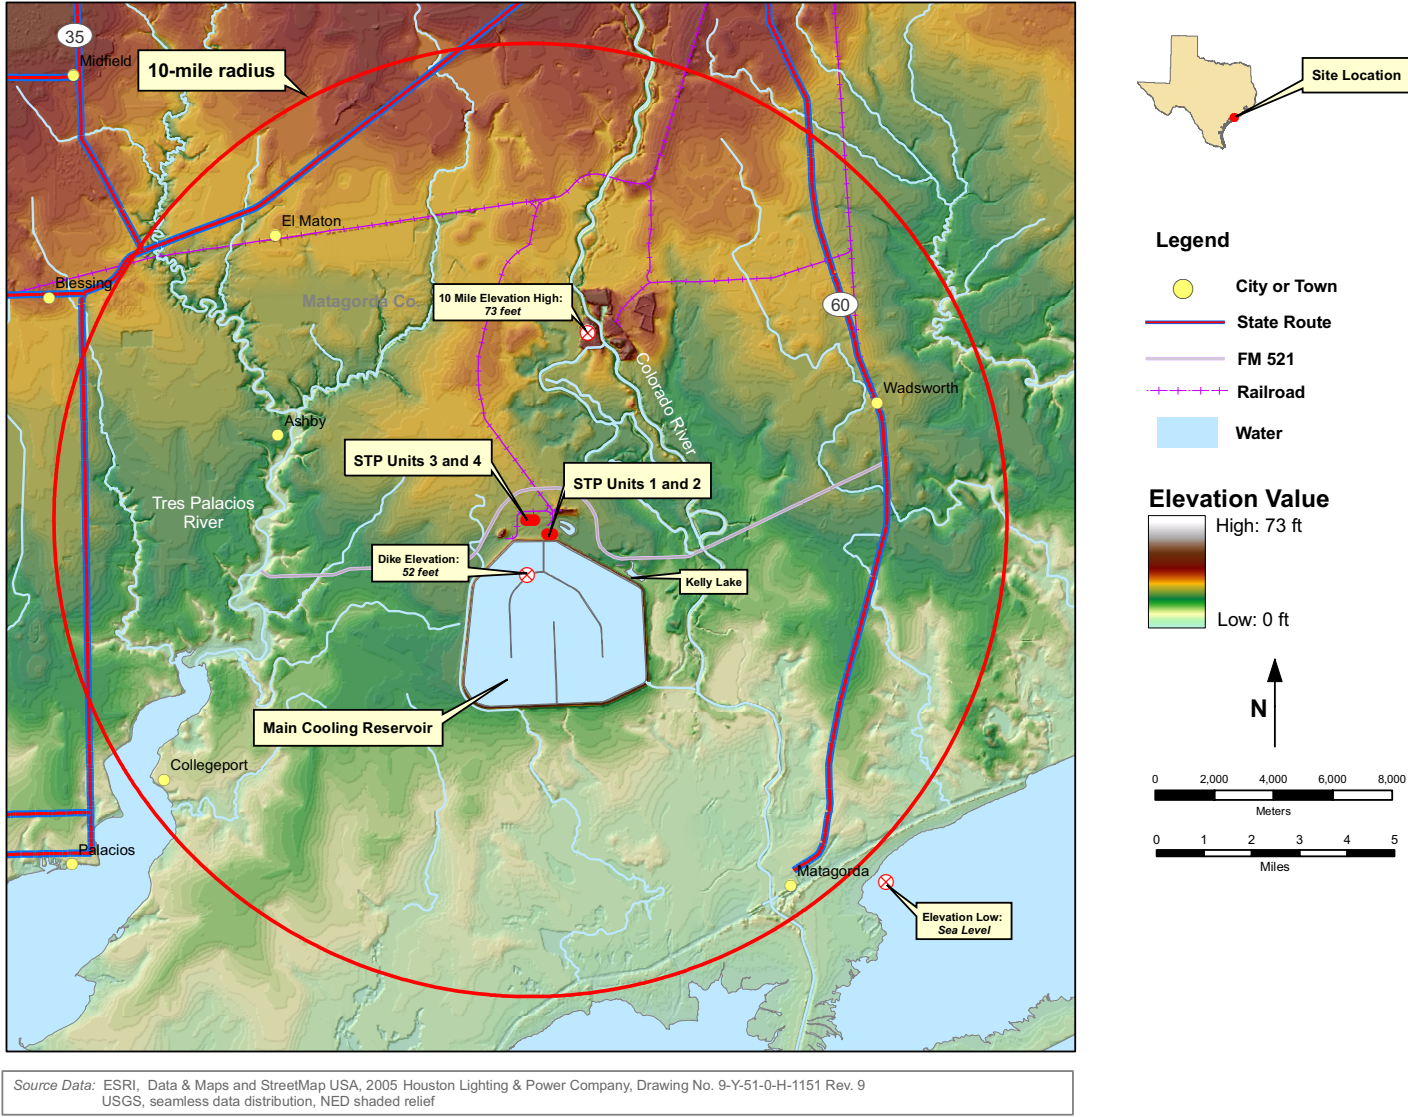 35
Midfield
10-mile radius
El Maton
Blessing
Matagorda Co.
10 Mile Elevation High:
73 feet
60
Colorado River
Wadsworth
Ashby
STP Units 3 and 4
STP Units 1 and 2
Tres Palacios
River
Dike Elevation:
52 feet
Kelly Lake
Main Cooling Reservoir
Collegeport
Palacios
Matagorda
Elevation Low:
Sea Level
Site Location
Legend
City or Town
State Route
FM 521
Railroad
Water
Elevation Value
High: 73 ft
Low: 0 ft
N
0 2,000 4,000 6,000 8,000
Meters
0 1 2 3 4 5
Miles
Source Data: ESRI, Data & Maps and StreetMap USA, 2005 Houston Lighting & Power Company, Drawing No. 9-Y-51-0-H-1151 Rev. 9
USGS, seamless data distribution, NED shaded relief